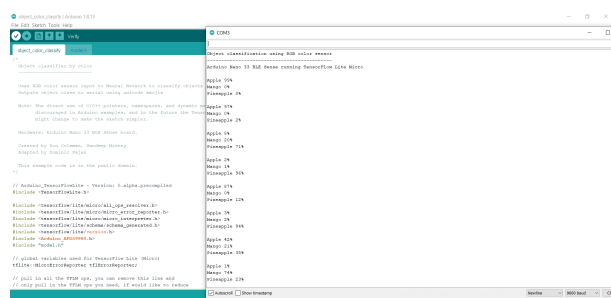 object_color_classify | Arduino 1.8.13
File Edit Sketch Tools Help
Verify
object_color_classify model.h
/*
Object classifier by color
--------------------------
Uses RGB color sensor input to Neural Network to classify objects
Outputs object class to serial using unicode emojis
Note: The direct use of C/C++ pointers, namespaces, and dynamic
discouraged in Arduino examples, and in the future the
might change to make the sketch simpler.
Hardware: Arduino Nano 33 BLE Sense board.
Created by Don Coleman, Sandeep Mistry
Adapted by Dominic Pajak
This example code is in the public domain.
*/
// Arduino_TensorFlowLite - Version: 0.alpha.precompiled
#include <TensorFlowLite.h>
#include <tensorflow/lite/micro/all_ops_resolver.h>
#include <tensorflow/lite/micro/micro_error_reporter.h>
#include <tensorflow/lite/micro/micro_interpreter.h>
#include <tensorflow/lite/schema/schema_generated.h>
#include <tensorflow/lite/version.h>
#include <Arduino_APDS9960.h>
#include "model.h"
// global variables used for TensorFlow Lite (Micro)
tflite::MicroErrorReporter tflErrorReporter;
// pull in all the TFLM ops, you can remove this line and
// only pull in the TFLM ops you need, if would like to reduce
COM3
Object classification using RGB color sensor
--------------------------------------------
Arduino Nano 33 BLE Sense running TensorFlow Lite Micro
Apple 99%
Mango 0%
Pineapple 0%
Apple 97%
Mango 0%
Pineapple 2%
Apple 8%
Mango 20%
Pineapple 71%
Apple 2%
Mango 1%
Pineapple 96%
Apple 87%
Mango 0%
Pineapple 12%
Apple 3%
Mango 2%
Pineapple 94%
Apple 42%
Mango 21%
Pineapple 35%
Apple 1%
Mango 74%
Pineapple 23%
Autoscroll Show timestamp
Newline 9600 baud